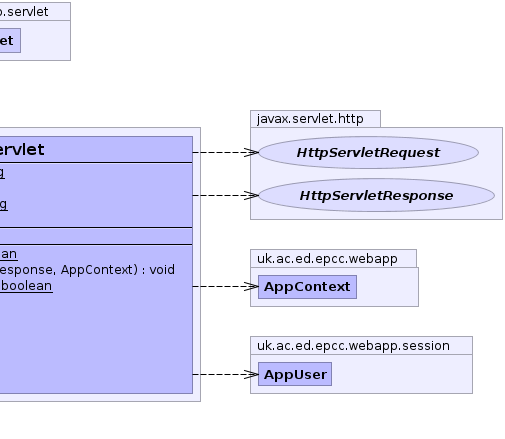 .servlet
et
ervlet
g
g
an
esponse, AppContext) : void
boolean
javax.servlet.http
HttpServletRequest
HttpServletResponse
uk.ac.ed.epcc.webapp
AppContext
uk.ac.ed.epcc.webapp.session
AppUser